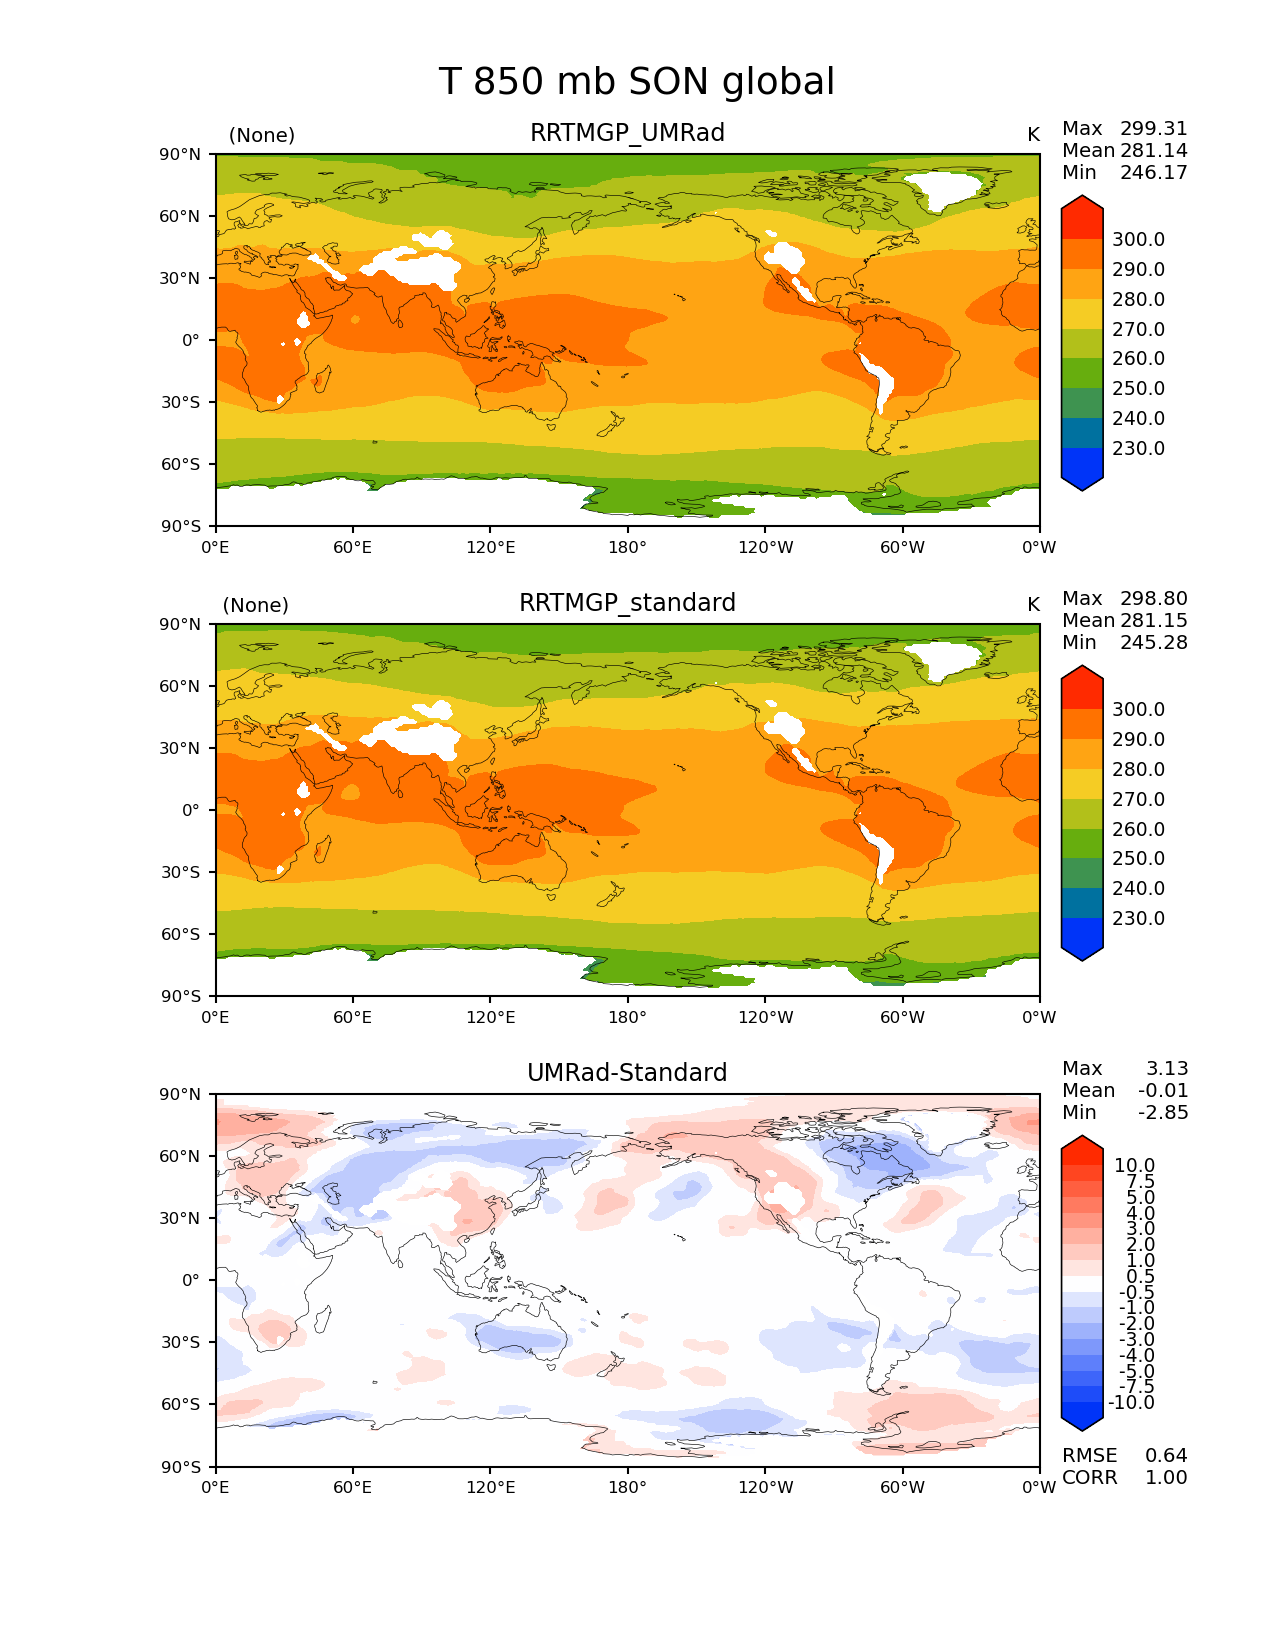 T 850 mb SON global
(None) RRTMGP_UMRad K
Max 299.31
Mean 281.14
Min 246.17
90°N
60°N
30°N
0°
30°S
60°S
90°S
0°E 60°E 120°E 180° 120°W 60°W 0°W
300.0
290.0
280.0
270.0
260.0
250.0
240.0
230.0
(None) RRTMGP_standard K
Max 298.80
Mean 281.15
Min 245.28
90°N
60°N
30°N
0°
30°S
60°S
90°S
0°E 60°E 120°E 180° 120°W 60°W 0°W
300.0
290.0
280.0
270.0
260.0
250.0
240.0
230.0
UMRad-Standard
Max 3.13
Mean -0.01
Min -2.85
90°N
60°N
30°N
0°
30°S
60°S
90°S
0°E 60°E 120°E 180° 120°W 60°W 0°W
10.0
7.5
5.0
4.0
3.0
2.0
1.0
0.5
-0.5
-1.0
-2.0
-3.0
-4.0
-5.0
-7.5
-10.0
RMSE 0.64
CORR 1.00